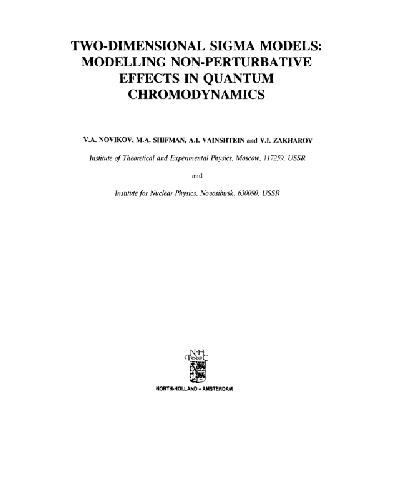 TWO-DIMENSIONAL SIGMA MODELS:
MODELLING NON-PERTURBATIVE
EFFECTS IN QUANTUM
CHROMODYNAMICS
V.A. NOVIKOV, M.A. SHIFMAN, A.I. VAINSHTEIN and V.I. ZAKHAROV
Institute of Theoretical and Experimental Physics, Moscow, 117259, USSR
and
Institute for Nuclear Physics, Novosibirsk, 630090, USSR
NORTH-HOLLAND - AMSTERDAM